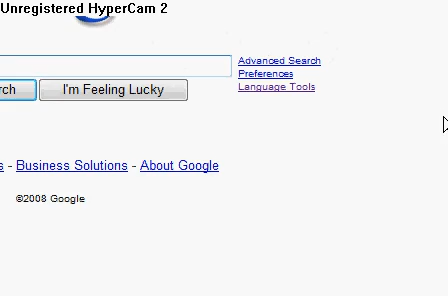 Unregistered HyperCam 2
Advanced Search
Preferences
Language Tools
rch I'm Feeling Lucky
s - Business Solutions - About Google
©2008 Google